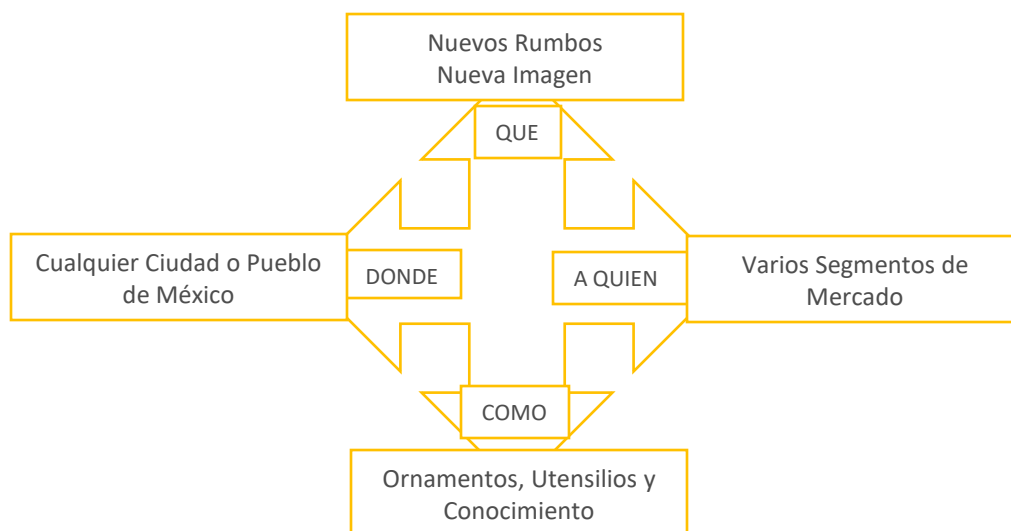 Nuevos Rumbos
Nueva Imagen
QUE
Cualquier Ciudad o Pueblo
de México
DONDE
A QUIEN
Varios Segmentos de
Mercado
COMO
Ornamentos, Utensilios y
Conocimiento